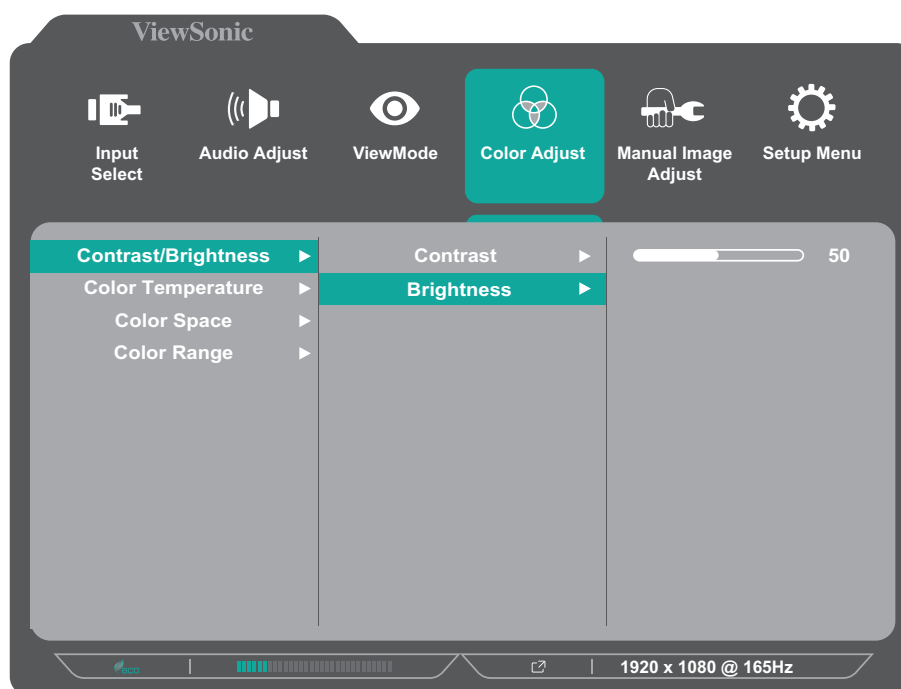 ViewSonic
Input
Select
Audio Adjust
ViewMode
Color Adjust
Manual Image
Adjust
Setup Menu
Contrast/Brightness
Color Temperature
Color Space
Color Range
Contrast
Brightness
50
eco
1920 x 1080 @ 165Hz